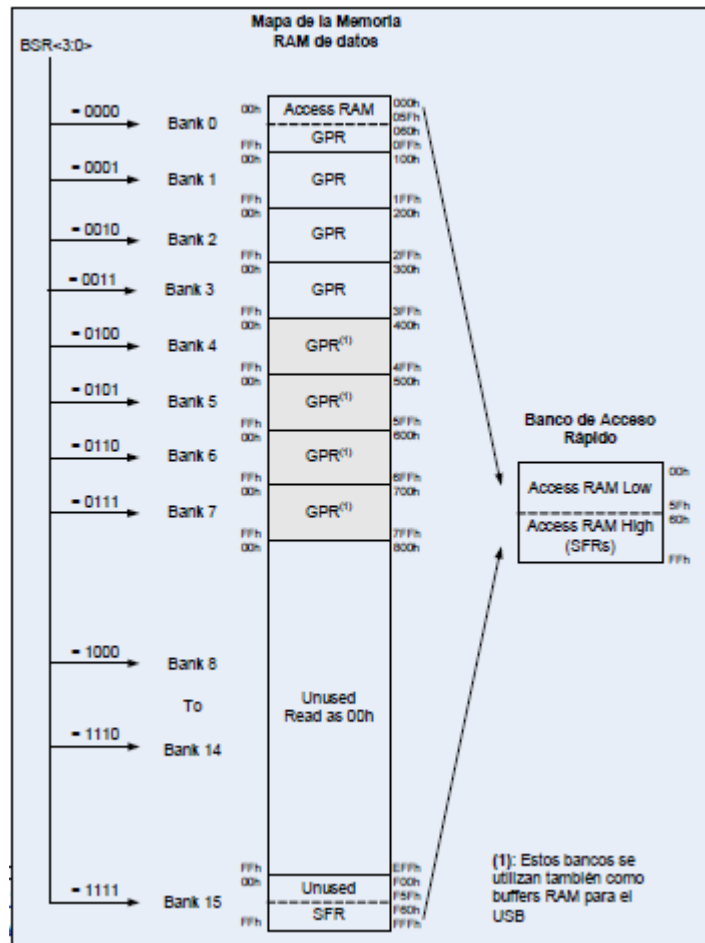 Mapa de la Memoria
RAM de datos
BSR<3:0>
= 0000
Bank 0
00h
Access RAM
000h
05Fh
060h
GPR
FFh
0FFh
= 0001
Bank 1
00h
100h
GPR
FFh
1FFh
= 0010
Bank 2
00h
200h
GPR
FFh
2FFh
= 0011
Bank 3
00h
300h
GPR
FFh
3FFh
= 0100
Bank 4
00h
400h
GPR(1)
FFh
4FFh
= 0101
Bank 5
00h
500h
GPR(1)
FFh
5FFh
= 0110
Bank 6
00h
600h
GPR(1)
FFh
6FFh
= 0111
Bank 7
00h
700h
GPR(1)
FFh
7FFh
00h
800h
= 1000
Bank 8
To
= 1110
Bank 14
Unused
Read as 00h
FFh
EFFh
= 1111
Bank 15
00h
F00h
Unused
F5Fh
F60h
SFR
FFh
FFFh
Banco de Acceso
Rápido
00h
Access RAM Low
5Fh
60h
Access RAM High
(SFRs)
FFh
(1): Estos bancos se
utilizan también como
buffers RAM para el
USB